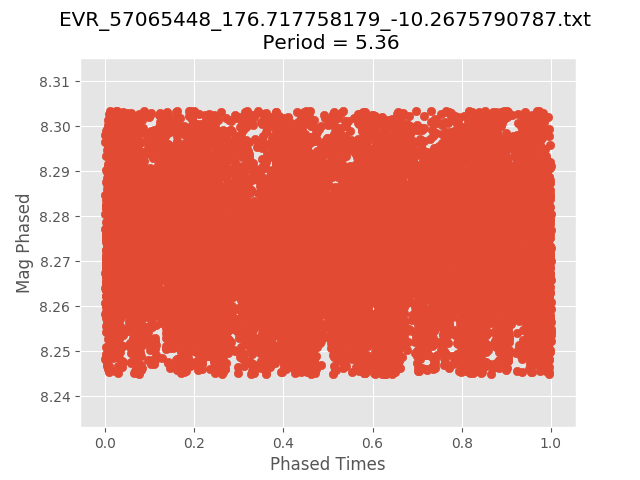 EVR_57065448_176.717758179_-10.2675790787.txt
Period = 5.36
8.31
8.30
8.29
8.28
8.27
8.26
8.25
8.24
Mag Phased
0.0 0.2 0.4 0.6 0.8 1.0
Phased Times